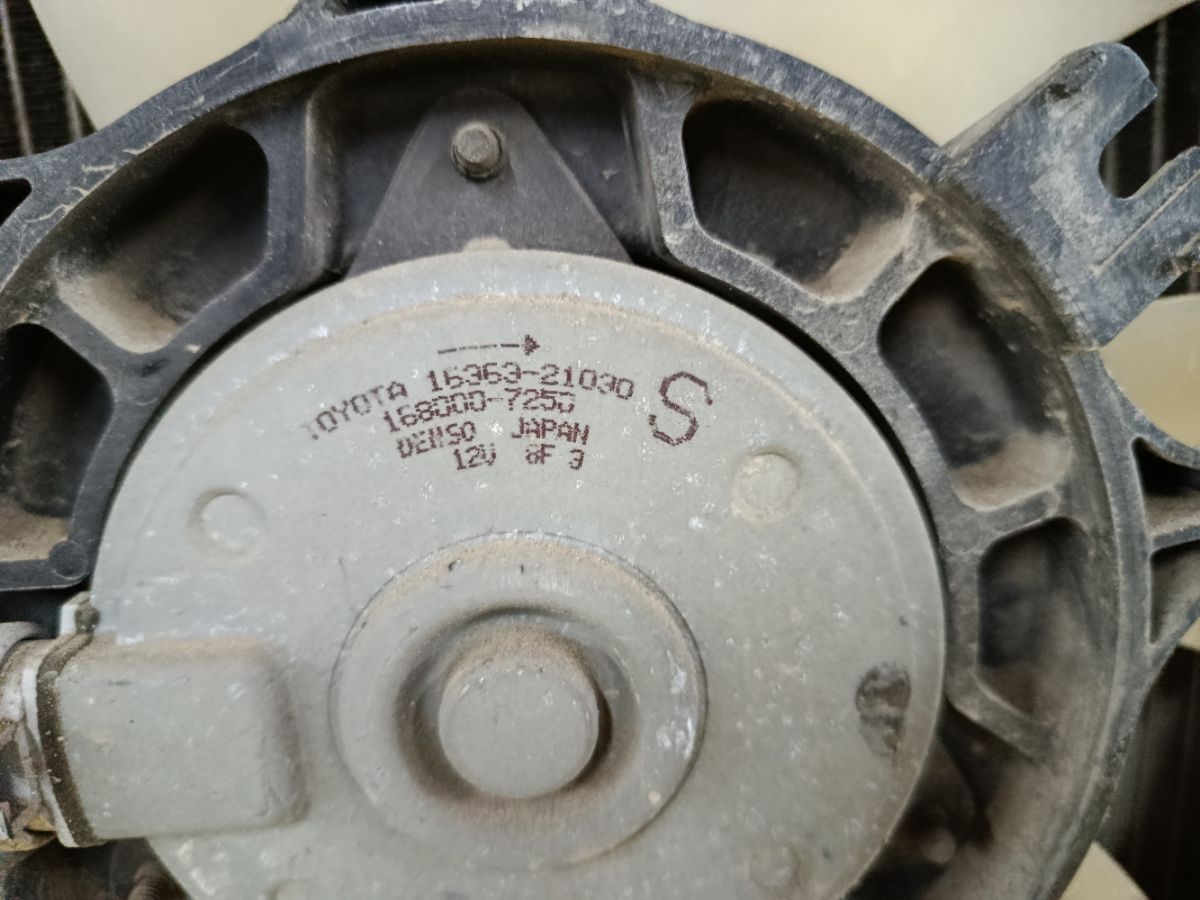 TOYOTA 16363-21030
168000-7250
DENSO JAPAN
12V 8F 3
S